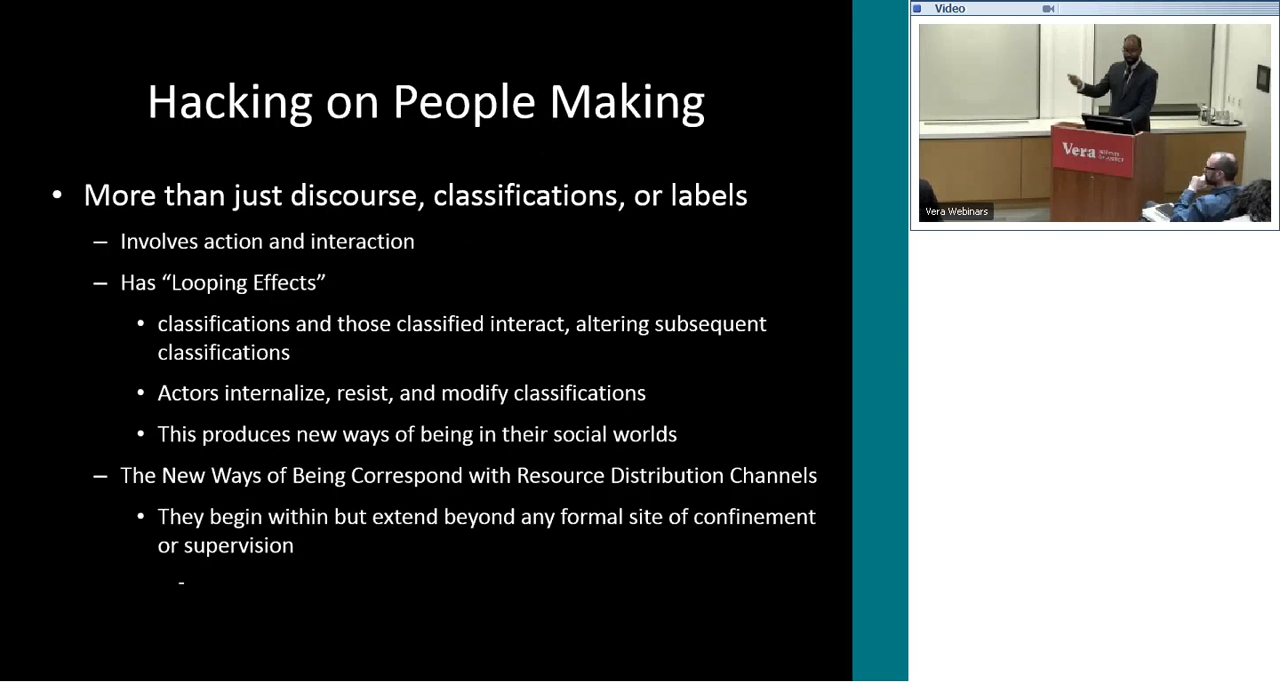 Hacking on People Making
• More than just discourse, classifications, or labels
– Involves action and interaction
– Has “Looping Effects”
• classifications and those classified interact, altering subsequent
classifications
• Actors internalize, resist, and modify classifications
• This produces new ways of being in their social worlds
– The New Ways of Being Correspond with Resource Distribution Channels
• They begin within but extend beyond any formal site of confinement
or supervision
-
Video
Vera
Vera Webinars